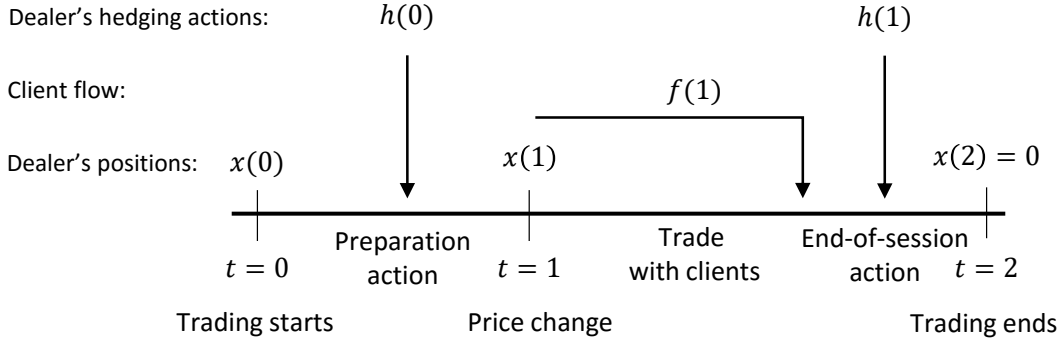 Dealer's hedging actions: h(0) h(1)
Client flow: f(1)
Dealer's positions: x(0) x(1) x(2) = 0
Preparation action
Trade with clients
End-of-session action
t = 0 t = 1 t = 2
Trading starts Price change Trading ends